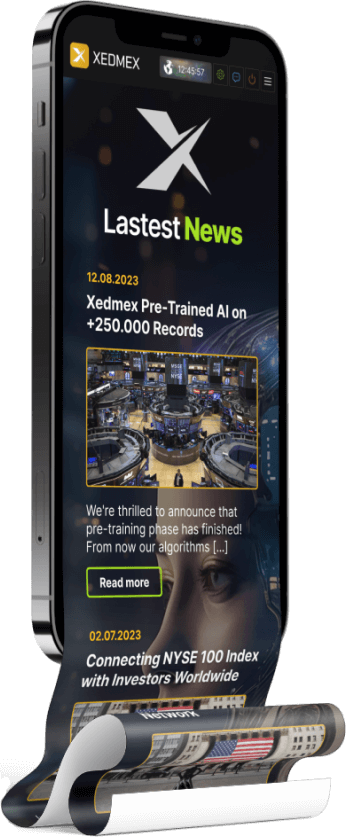 XEDMEX
12:45:57
Lastest News
12.08.2023
Xedmex Pre-Trained AI on
+250.000 Records
We're thrilled to announce that
pre-training phase has finished!
From now our algorithms [...]
Read more
02.07.2023
Connecting NYSE 100 Index
with Investors Worldwide